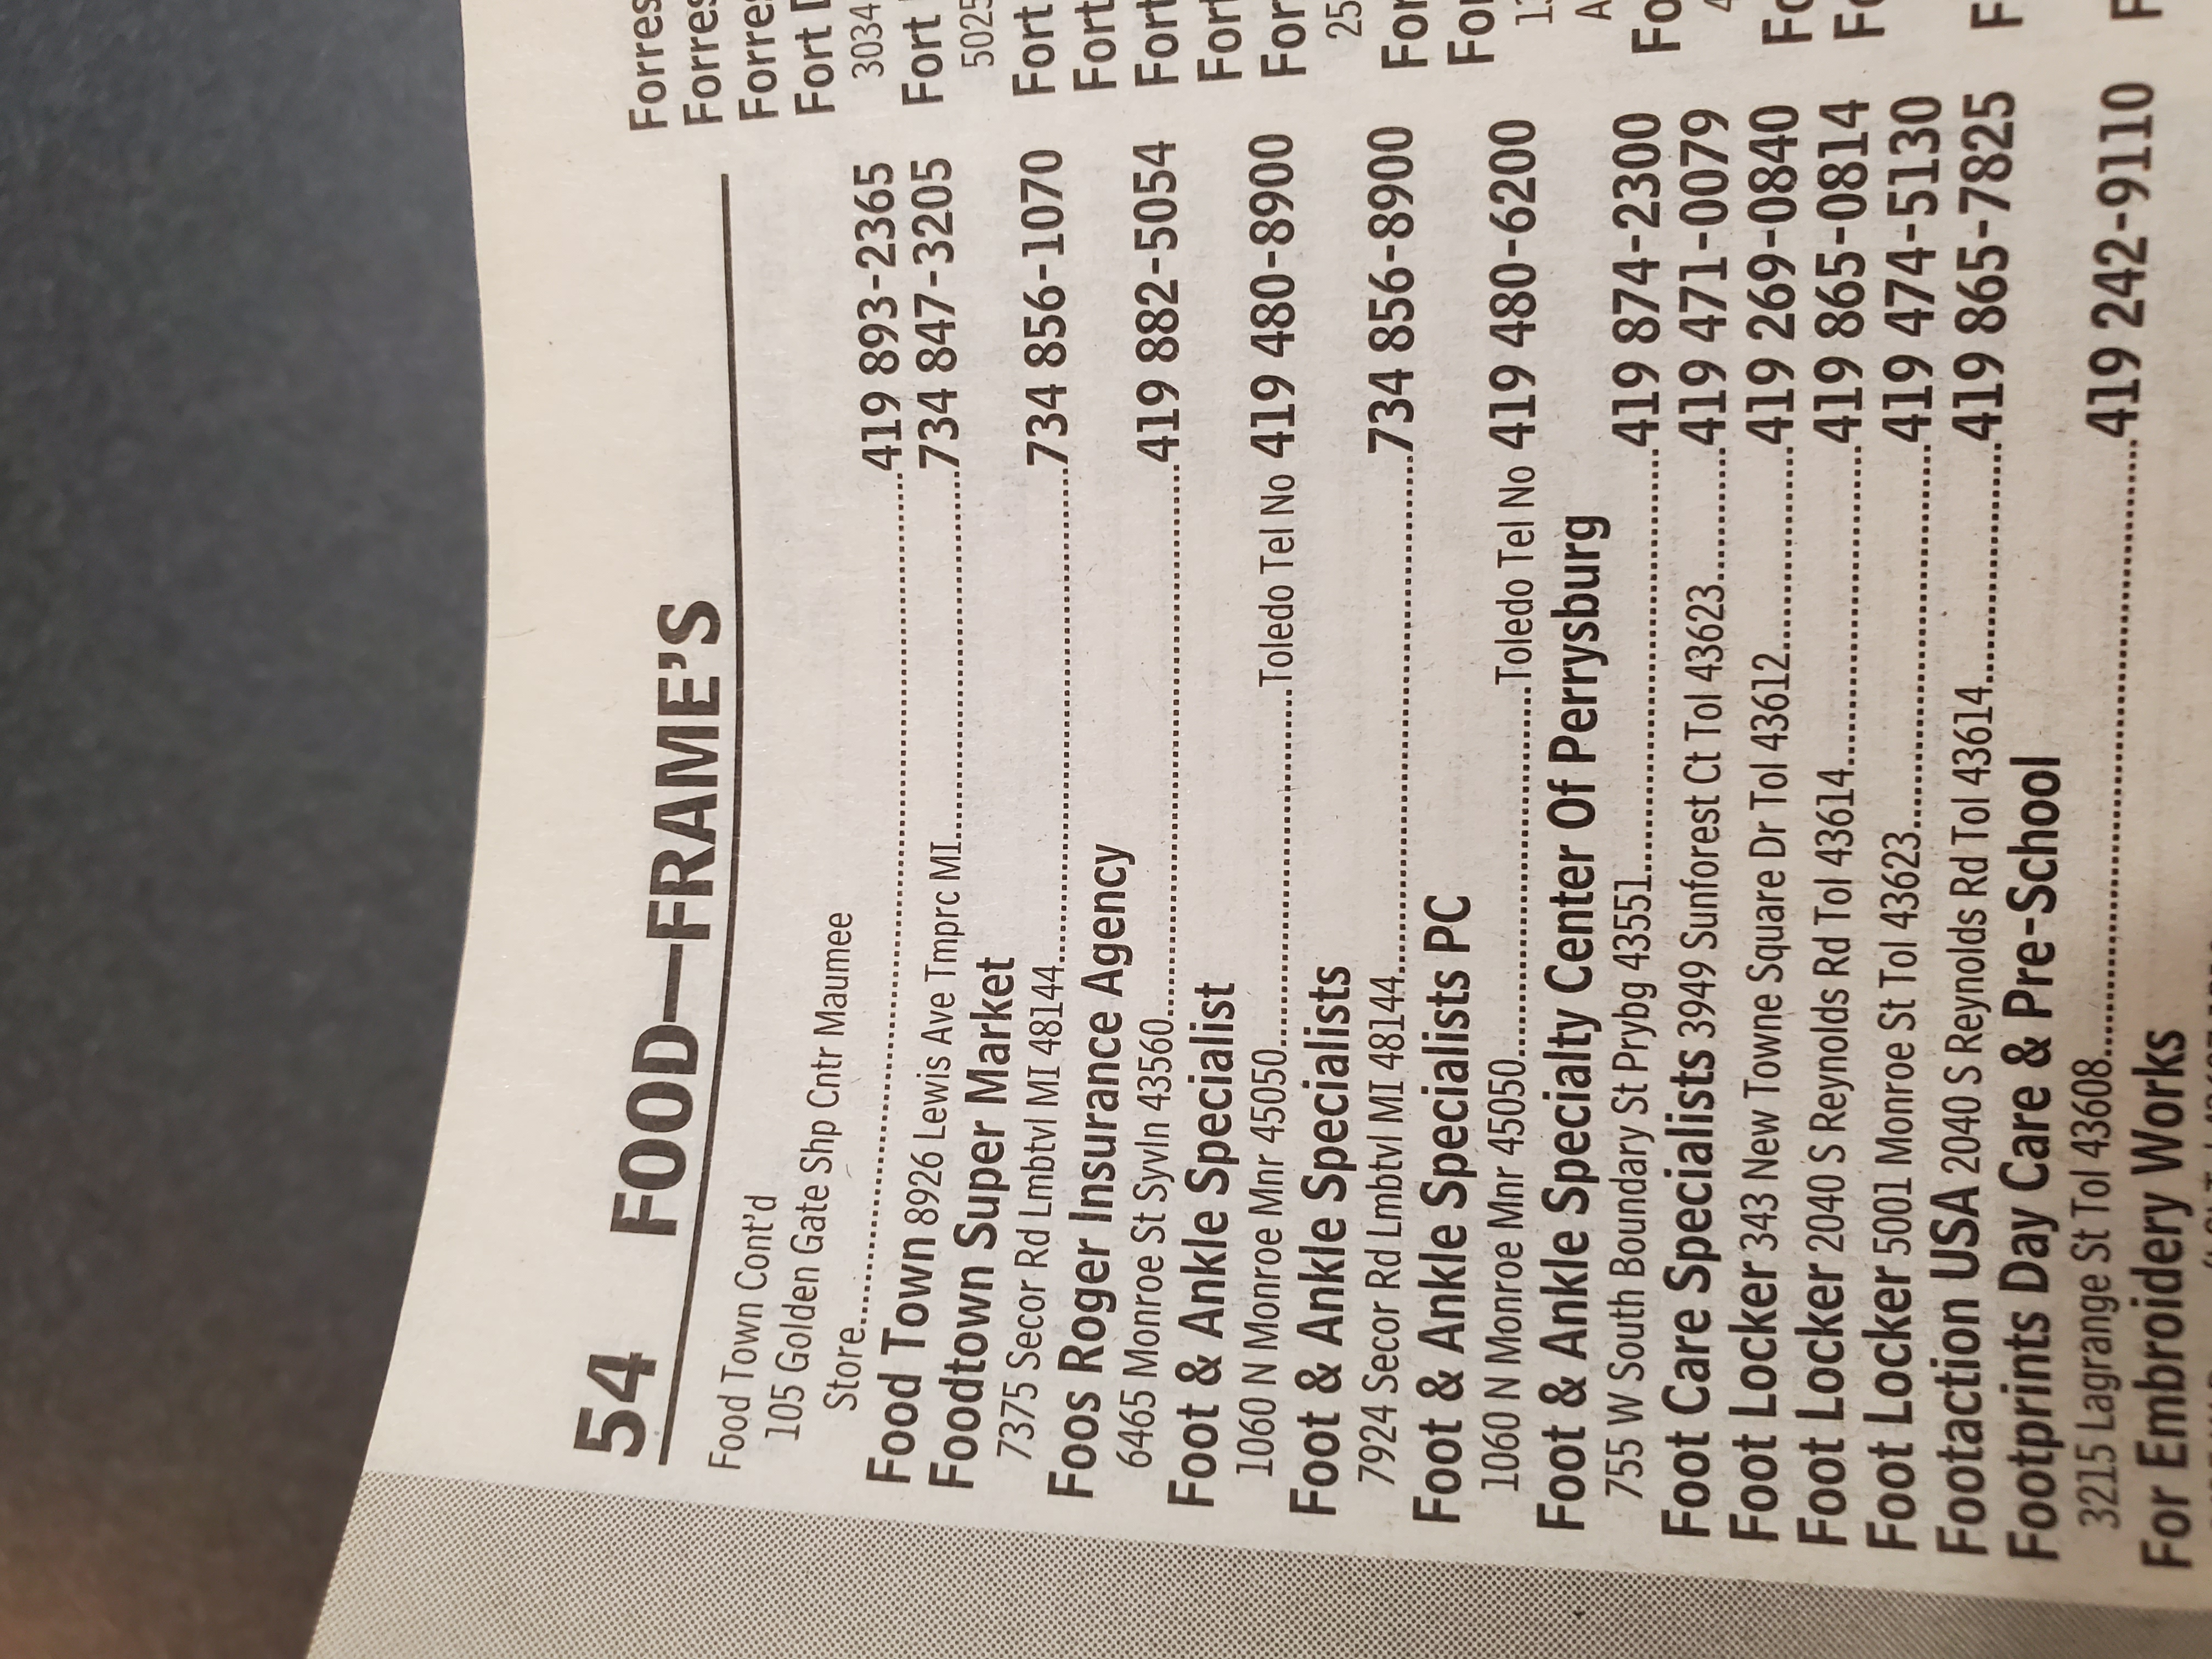 54 FOOD—FRAME'S
Food Town Cont'd
105 Golden Gate Shp Cntr Maumee
Store..........419 893-2365
Food Town 8926 Lewis Ave Tmprc MI..........734 847-3205
Foodtown Super Market
7375 Secor Rd Lmbtvl MI 48144..........734 856-1070
Foos Roger Insurance Agency
6465 Monroe St Syvln 43560..........419 882-5054
Foot & Ankle Specialist
1060 N Monroe Mnr 45050..........Toledo Tel No 419 480-8900
Foot & Ankle Specialists
7924 Secor Rd Lmbtvl MI 48144..........734 856-8900
Foot & Ankle Specialists PC
1060 N Monroe Mnr 45050..........Toledo Tel No 419 480-6200
Foot & Ankle Specialty Center Of Perrysburg
755 W South Boundary St Prybg 43551..........419 874-2300
Foot Care Specialists 3949 Sunforest Ct Tol 43623..........419 471-0079
Foot Locker 343 New Towne Square Dr Tol 43612..........419 269-0840
Foot Locker 2040 S Reynolds Rd Tol 43614..........419 865-0814
Foot Locker 5001 Monroe St Tol 43623..........419 474-5130
Footaction USA 2040 S Reynolds Rd Tol 43614..........419 865-7825
Footprints Day Care & Pre-School
3215 Lagrange St Tol 43608..........419 242-9110
For Embroidery Works
Fort
3034
Fort
5025
Fort
Fort
Fort
Fort